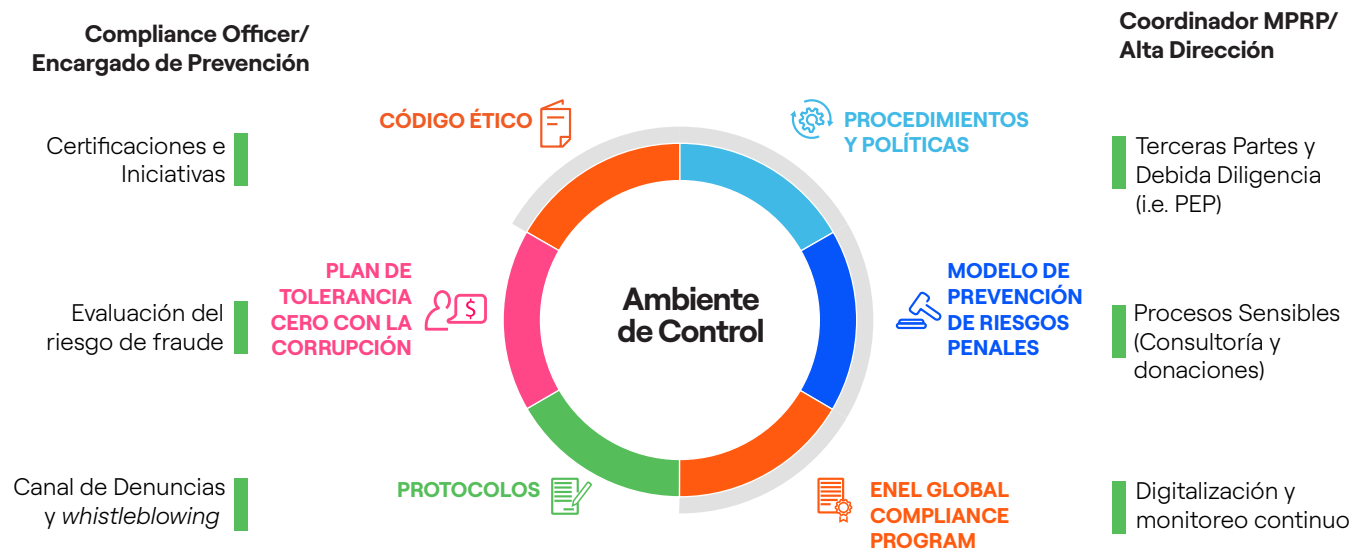 Compliance Officer/
Encargado de Prevención
Certificaciones e
Iniciativas
Evaluación del
riesgo de fraude
Canal de Denuncias
y whistleblowing
CÓDIGO ÉTICO
PLAN DE
TOLERANCIA
CERO CON LA
CORRUPCIÓN
$
PROTOCOLOS
Ambiente
de Control
PROCEDIMIENTOS
Y POLÍTICAS
MODELO DE
PREVENCIÓN
DE RIESGOS
PENALES
ENEL GLOBAL
COMPLIANCE
PROGRAM
Coordinador MPRP/
Alta Dirección
Terceras Partes y
Debida Diligencia
(i.e. PEP)
Procesos Sensibles
(Consultoría y
donaciones)
Digitalización y
monitoreo continuo